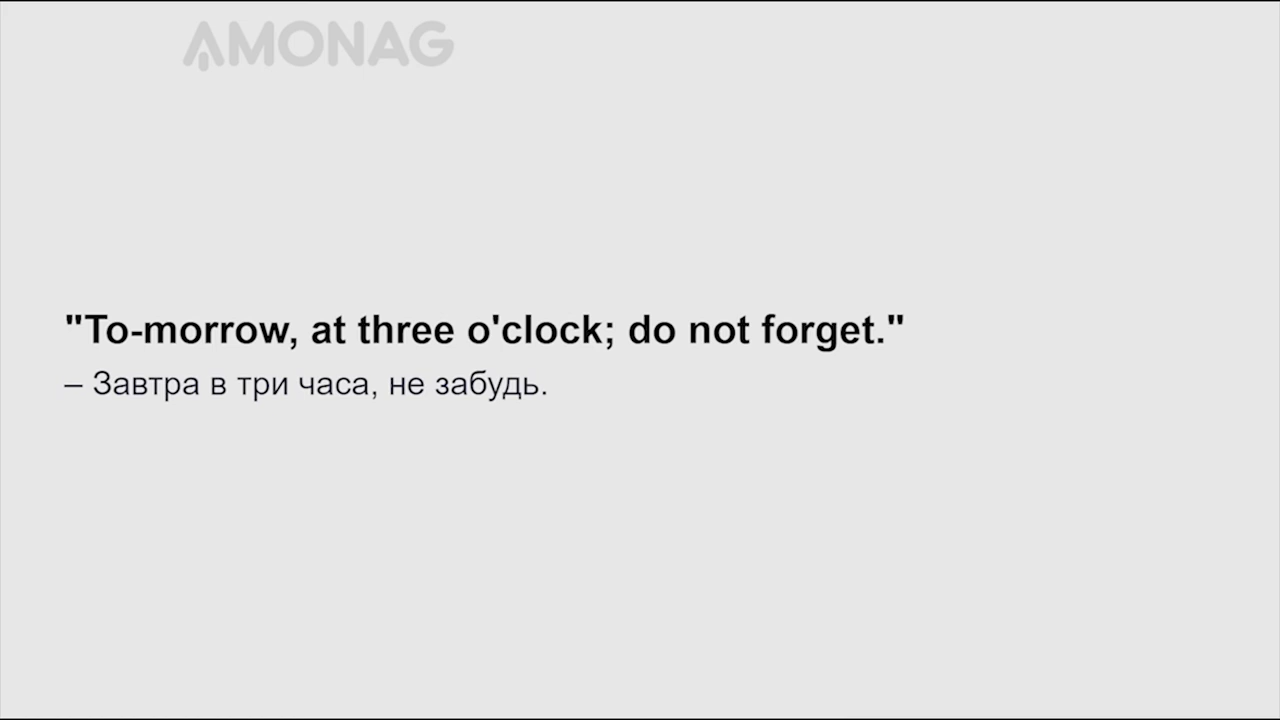 AMONAG
"To-morrow, at three o'clock; do not forget."
– Завтра в три часа, не забудь.